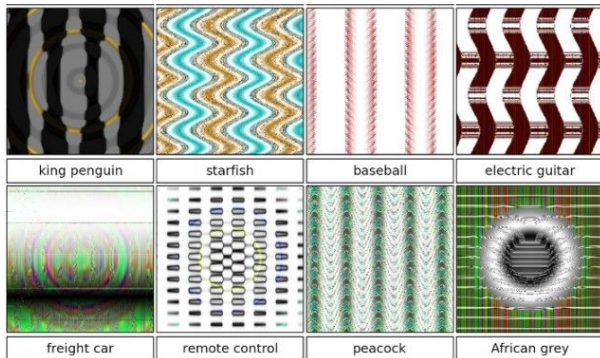 king penguin
starfish
baseball
electric guitar
freight car
remote control
peacock
African grey